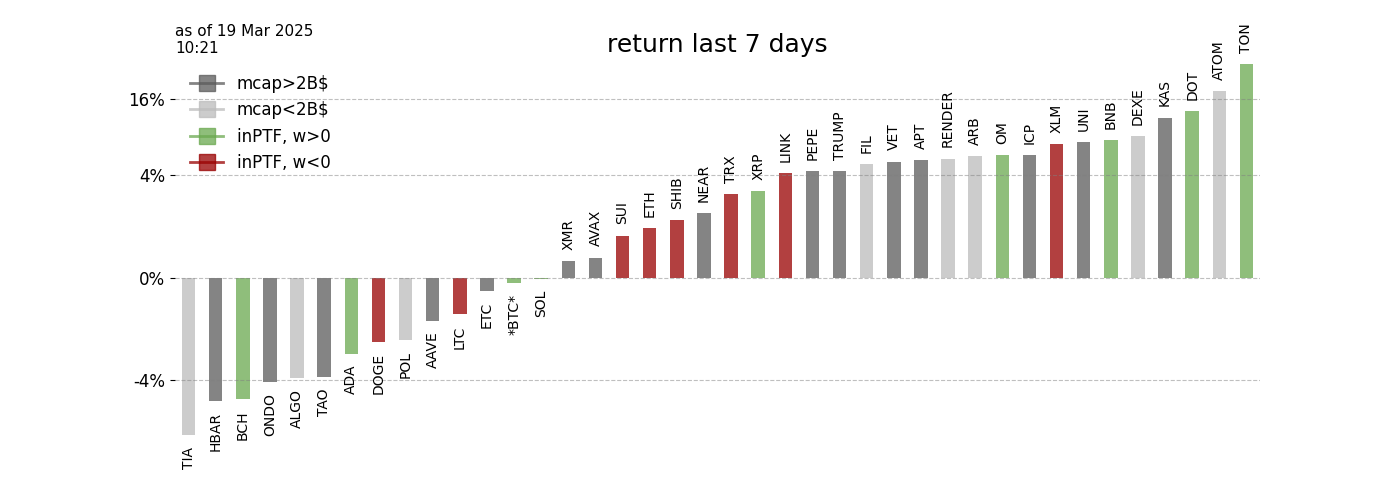 as of 19 Mar 2025
10:21
return last 7 days
mcap>2B$
mcap<2B$
inPTF, w>0
inPTF, w<0
16%
4%
0%
-4%
TIA
HBAR
BCH
ONDO
ALGO
TAO
ADA
DOGE
POL
AAVE
LTC
ETC
*BTC*
SOL
XMR
AVAX
SUI
ETH
SHIB
NEAR
TRX
XRP
LINK
PEPE
TRUMP
FIL
VET
APT
RENDER
ARB
OM
ICP
XLM
UNI
BNB
DEXE
KAS
DOT
ATOM
TON